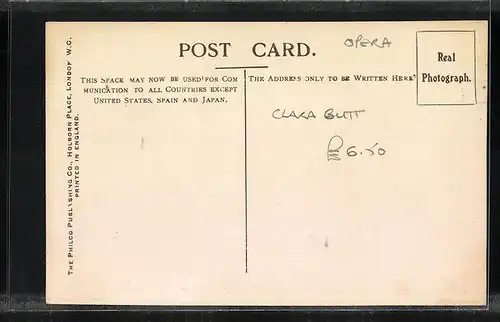 POST CARD.
OPERA
Real
Photograph.
THIS SPACK MAY NOW BE USED FOR COM
MUNICATION TO ALL COUNTRIES EXCEPT
UNITED STATES, SPAIN AND JAPAN.
THE ADDRESS ONLY TO BE WRITTEN HERE
CLARA BUTT
6.50
THE PHILCO PUBLISHING CO., HOLBORN PLACE, LONDON W.C.
PRINTED IN ENGLAND.